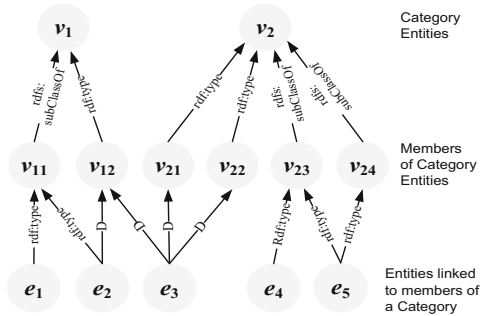 v1
v2
Category
Entities
rdfs:
subClassOf
rdf:type
rdf:type
rdf:type
rdfs:
subClassOf
rdfs:
subClassOf
v11
v12
v21
v22
v23
v24
Members
of Category
Entities
rdf:type
rdf:type
D
D
D
D
Rdf:type
rdf:type
rdf:type
e1
e2
e3
e4
e5
Entities linked
to members of
a Category